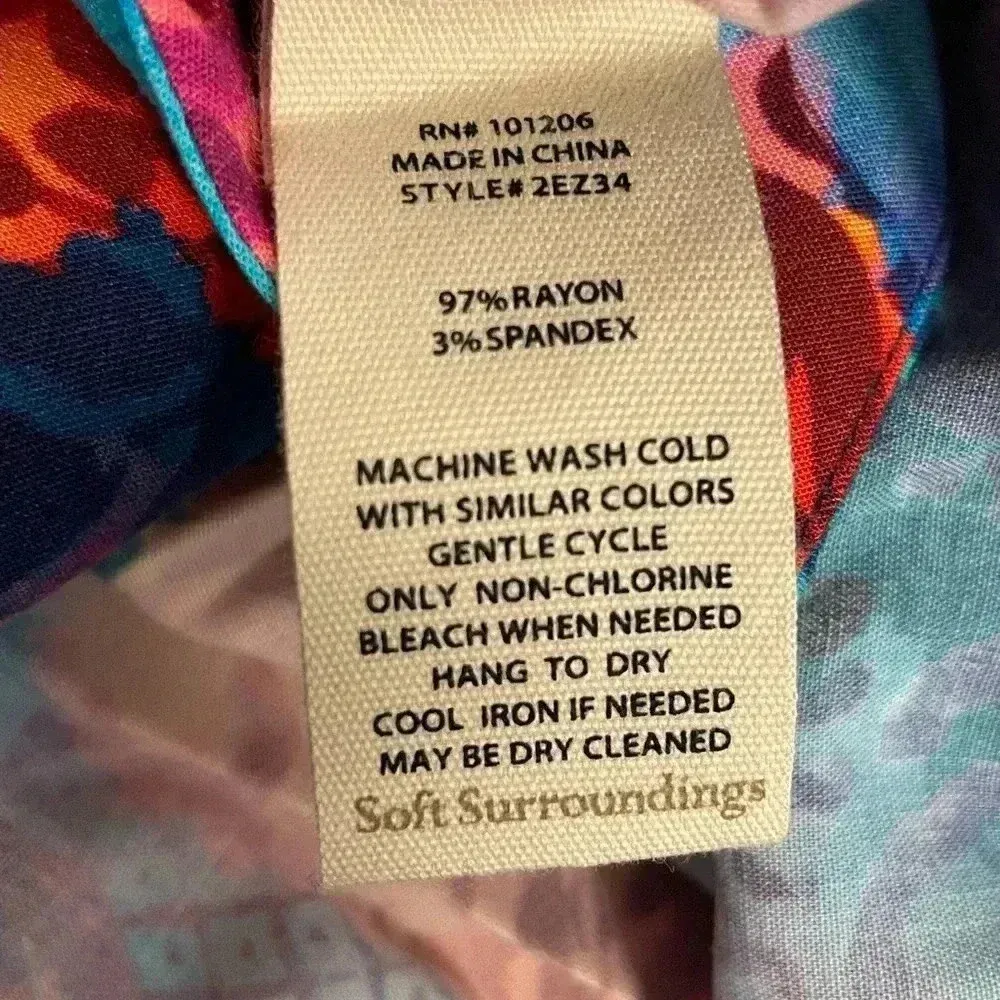 RN# 101206
MADE IN CHINA
STYLE# 2EZ34
97% RAYON
3% SPANDEX
MACHINE WASH COLD
WITH SIMILAR COLORS
GENTLE CYCLE
ONLY NON-CHLORINE
BLEACH WHEN NEEDED
HANG TO DRY
COOL IRON IF NEEDED
MAY BE DRY CLEANED
Soft Surroundings